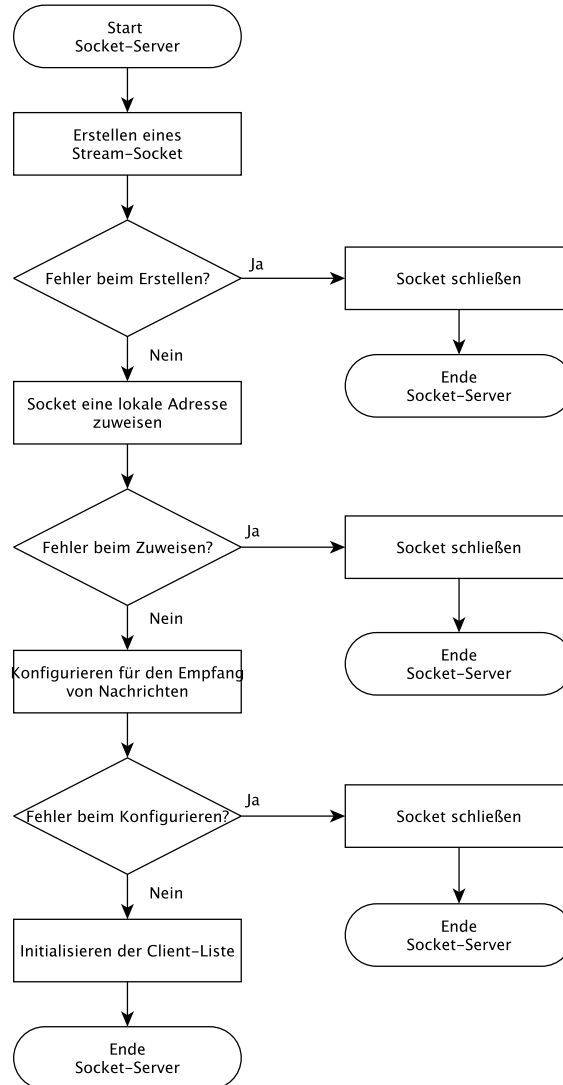 Start
Socket-Server
Erstellen eines
Stream-Socket
Fehler beim Erstellen?
Ja
Socket schließen
Nein
Ende
Socket-Server
Socket eine lokale Adresse
zuweisen
Fehler beim Zuweisen?
Ja
Socket schließen
Nein
Ende
Socket-Server
Konfigurieren für den Empfang
von Nachrichten
Fehler beim Konfigurieren?
Ja
Socket schließen
Nein
Ende
Socket-Server
Initialisieren der Client-Liste
Ende
Socket-Server